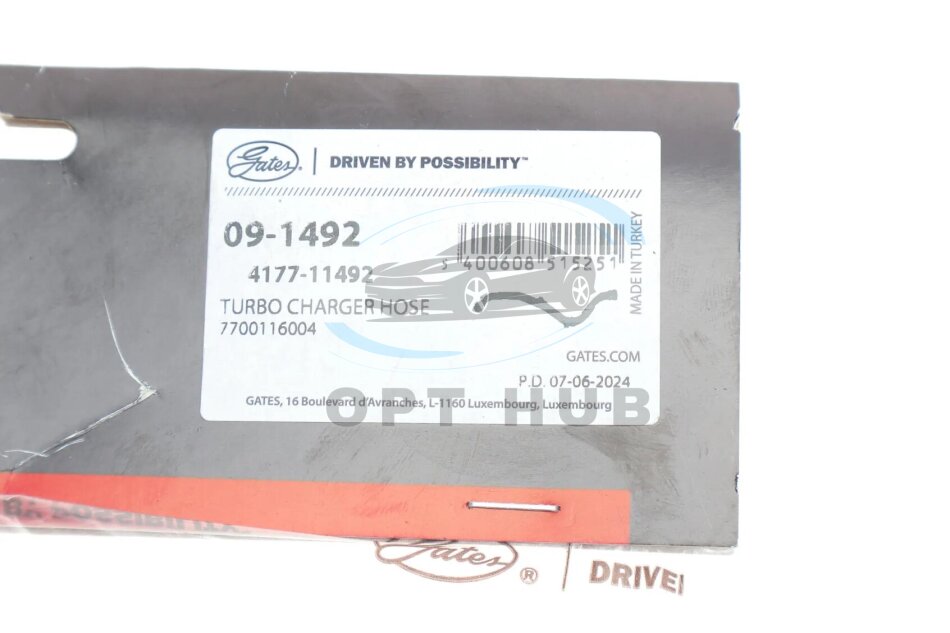 Gates® | DRIVEN BY POSSIBILITY™
09-1492
4177-11492
5 400608 515251
TURBO CHARGER HOSE
7700116004
MADE IN TURKEY
GATES.COM
P.D. 07-06-2024
GATES, 16 Boulevard d'Avranches, L-1160 Luxembourg, Luxembourg
OPT HUB
Gates® | DRIVEN